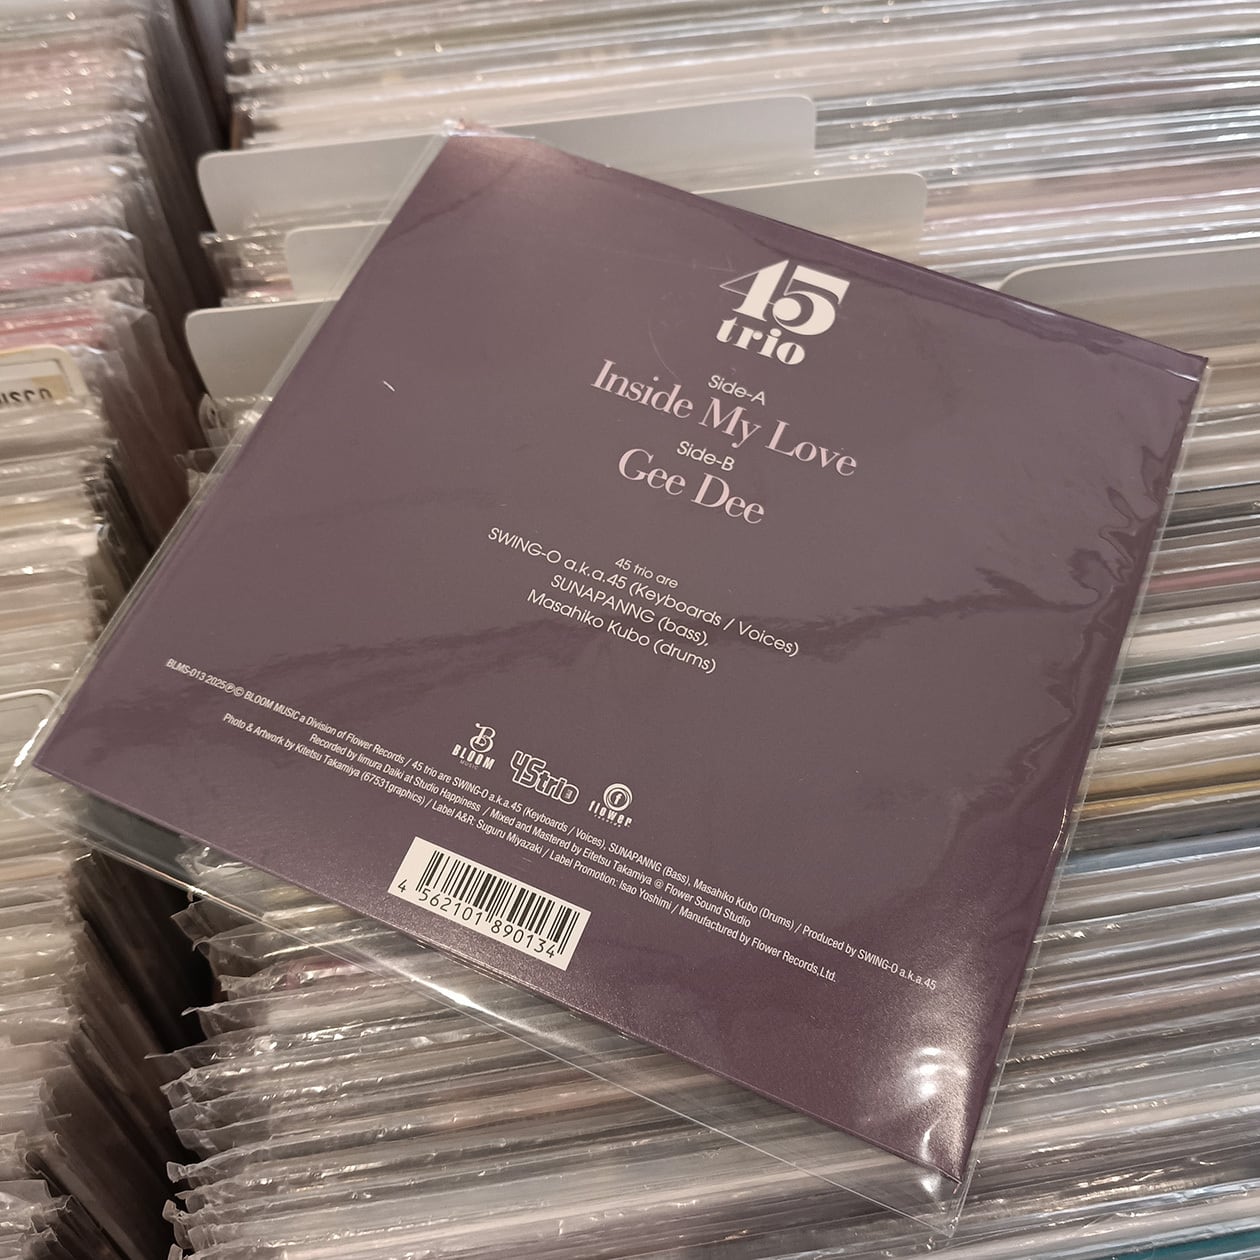 45
trio
Side-A
Inside My Love
Side-B
Gee Dee
45 trio are
SWING-O a.k.a.45 (Keyboards / Voices)
SUNAPANNG (bass),
Masahiko Kubo (drums)
BLMS-013 2025Ⓟ© BLOOM MUSIC a Division of Flower Records / 45 trio are SWING-O a.k.a.45 (Keyboards / Voices), SUNAPANNG (Bass), Masahiko Kubo (Drums) / Produced by SWING-O a.k.a.45
Recorded by Iimura Daiki at Studio Happiness / Mixed and Mastered by Eitetsu Takamiya @ Flower Sound Studio
Photo & Artwork by Kitetsu Takamiya (67531graphics) / Label A&R: Suguru Miyazaki / Label Promotion: Isao Yoshimi / Manufactured by Flower Records,Ltd.
B
BLOOM
MUSIC
45trio
f
flower
4 562101 890134